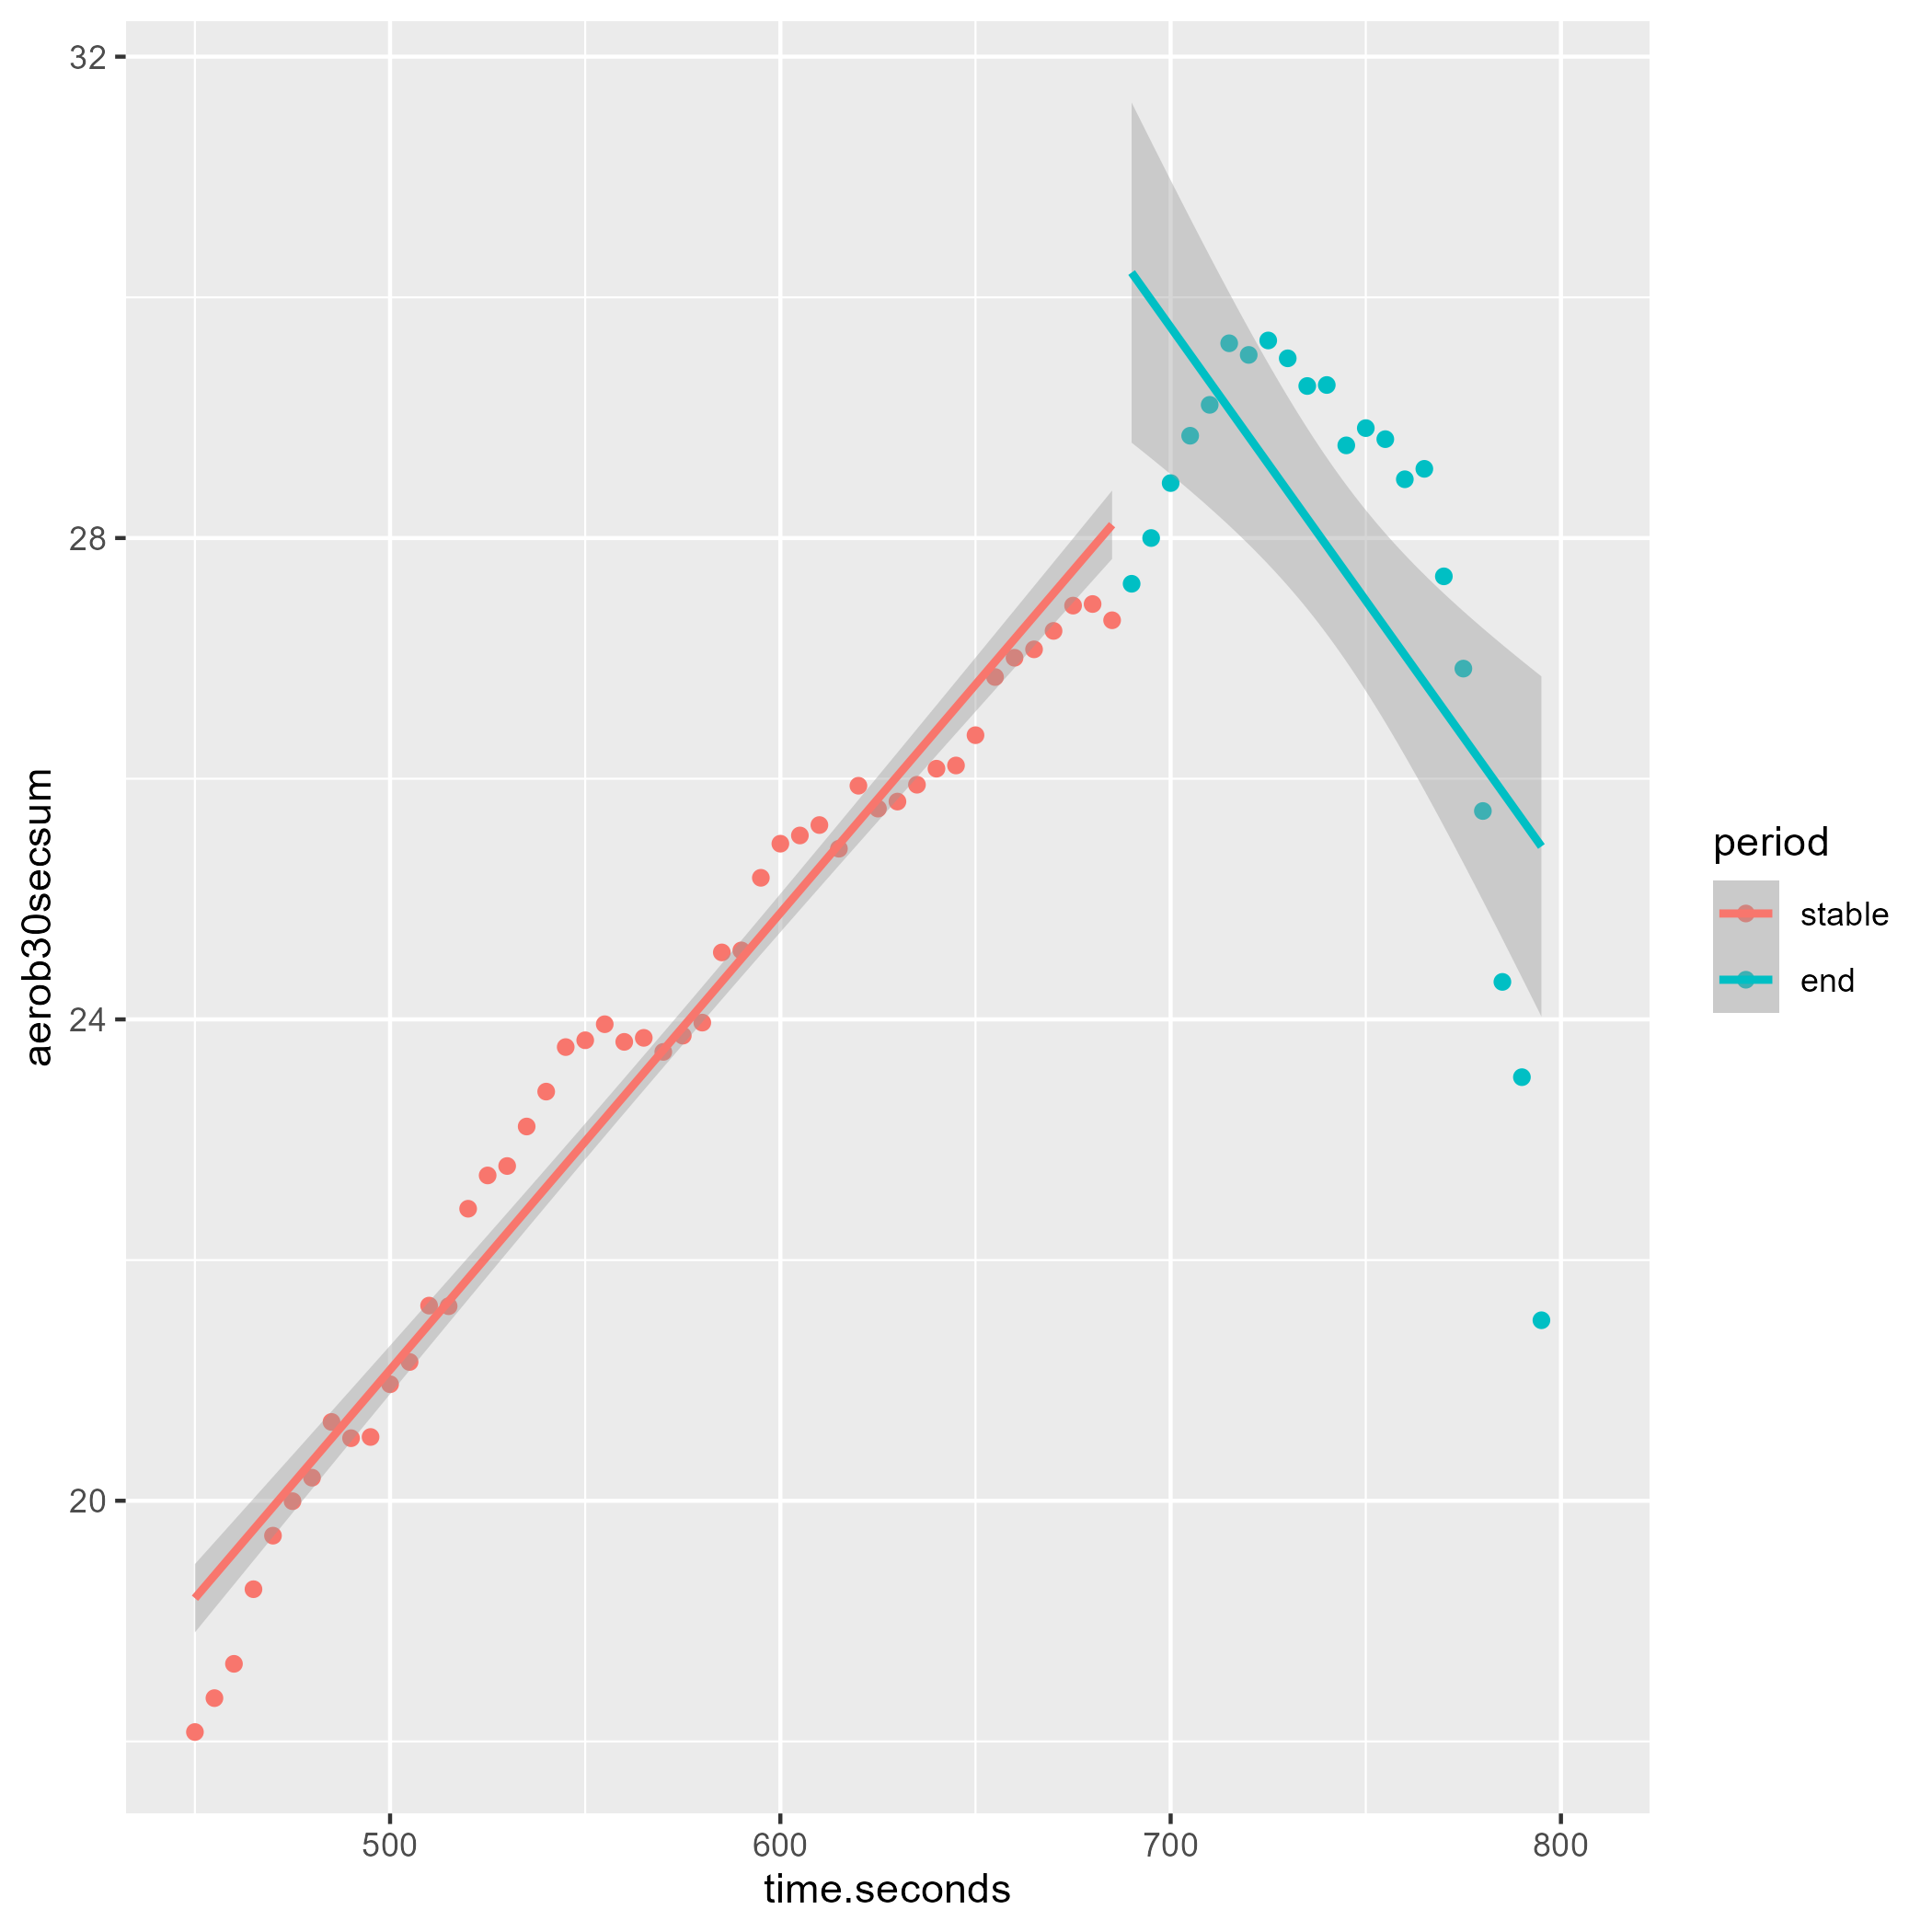 32
28
24
20
aerob30secsum
500 600 700 800
time.seconds
period
stable
end